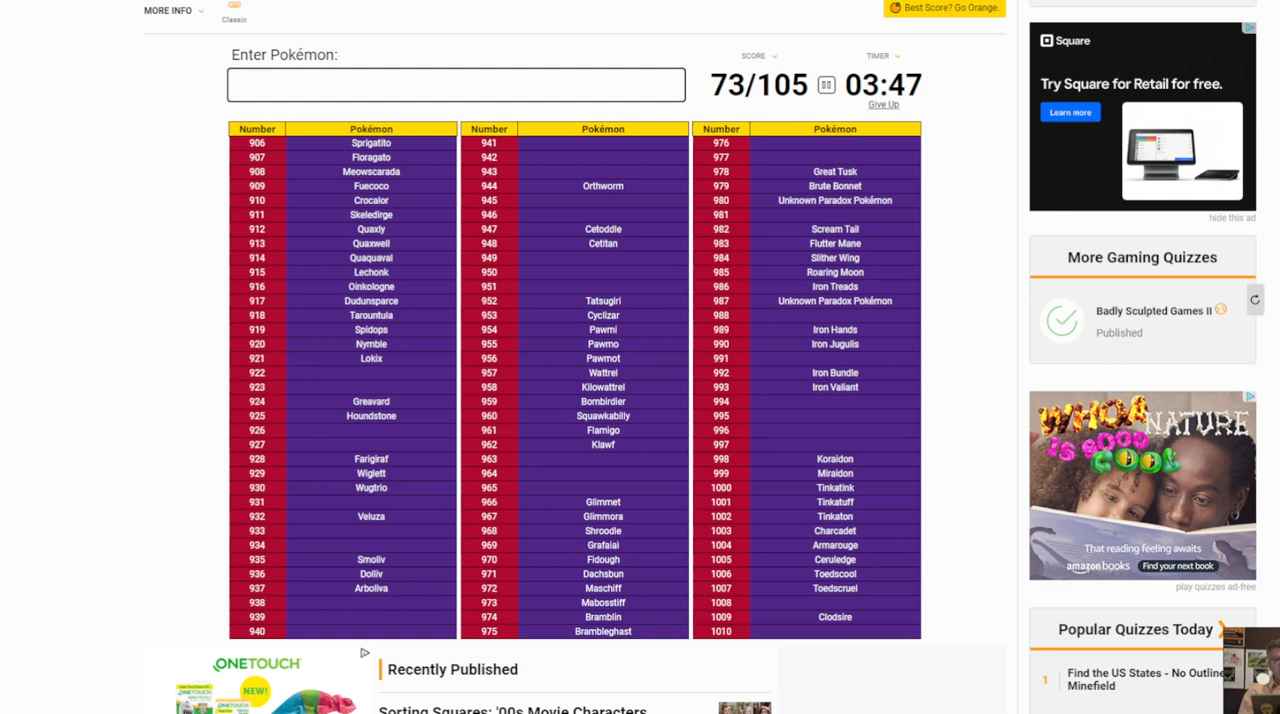 MORE INFO
Classic
Best Score? Go Orange.
Enter Pokémon:
SCORE
TIMER
73/105
03:47
Give Up
Number Pokémon Number Pokémon Number Pokémon
906 Sprigatito 941 976
907 Floragato 942 977
908 Meowscarada 943 978 Great Tusk
909 Fuecoco 944 Orthworm 979 Brute Bonnet
910 Crocalor 945 980 Unknown Paradox Pokémon
911 Skeledirge 946 981
912 Quaxly 947 Cetoddle 982 Scream Tail
913 Quaxwell 948 Cetitan 983 Flutter Mane
914 Quaquaval 949 984 Slither Wing
915 Lechonk 950 985 Roaring Moon
916 Oinkologne 951 986 Iron Treads
917 Dudunsparce 952 Tatsugiri 987 Unknown Paradox Pokémon
918 Tarountula 953 Cyclizar 988
919 Spidops 954 Pawmi 989 Iron Hands
920 Nymble 955 Pawmo 990 Iron Jugulis
921 Lokix 956 Pawmot 991
922 957 Wattrel 992 Iron Bundle
923 958 Kilowattrel 993 Iron Valiant
924 Greavard 959 Bombirdier 994
925 Houndstone 960 Squawkabilly 995
926 961 Flamigo 996
927 962 Klawf 997
928 Farigiraf 963 998 Koraidon
929 Wiglett 964 999 Miraidon
930 Wugtrio 965 1000 Tinkatink
931 966 Glimmet 1001 Tinkatuff
932 Veluza 967 Glimmora 1002 Tinkaton
933 968 Shroodle 1003 Charcadet
934 969 Grafaiai 1004 Armarouge
935 Smoliv 970 Fidough 1005 Ceruledge
936 Dolliv 971 Dachsbun 1006 Toedscool
937 Arboliva 972 Maschiff 1007 Toedscruel
938 973 Mabosstiff 1008
939 974 Bramblin 1009 Clodsire
940 975 Brambleghast 1010
ONETOUCH
NEW!
Recently Published
Sorting Squares: '00s Movie Characters
Square
Try Square for Retail for free.
Learn more
hide this ad
More Gaming Quizzes
Badly Sculpted Games II
Published
WHOA
NATURE
IS SOOO
COOL
That reading feeling awaits
amazon books
Find your next book
play quizzes ad-free
Popular Quizzes Today
1 Find the US States - No Outline
Minefield